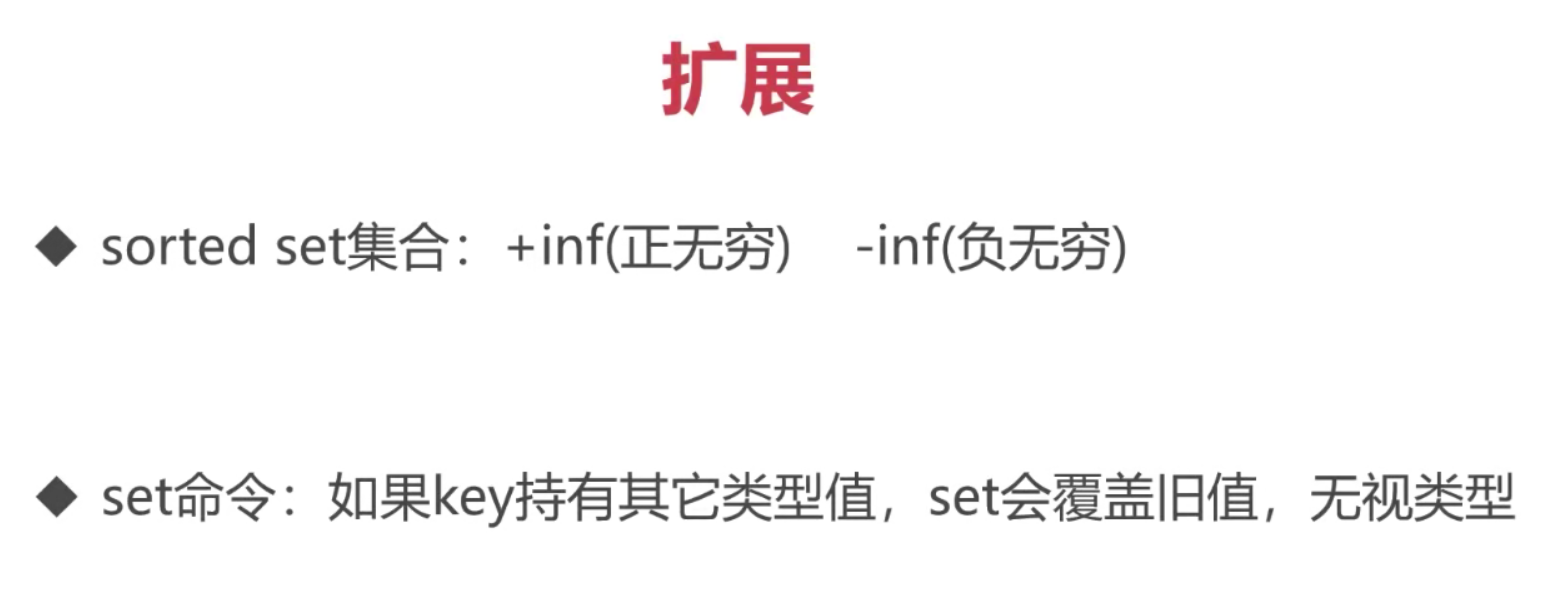 扩展
◆ sorted set集合：+inf(正无穷)　-inf(负无穷)
◆ set命令：如果key持有其它类型值，set会覆盖旧值，无视类型